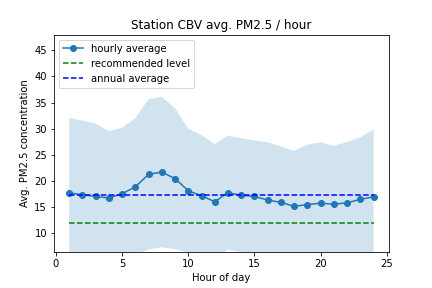 Station CBV avg. PM2.5 / hour
hourly average
recommended level
annual average
Avg. PM2.5 concentration
45
40
35
30
25
20
15
10
0 5 10 15 20 25
Hour of day